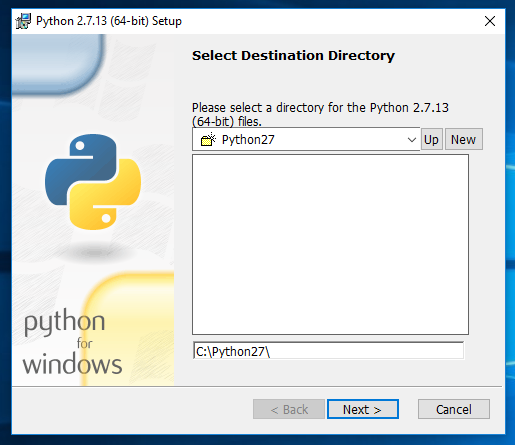 Python 2.7.13 (64-bit) Setup
Select Destination Directory
Please select a directory for the Python 2.7.13
(64-bit) files.
Python27
Up
New
C:\Python27\
python
for
windows
< Back
Next >
Cancel